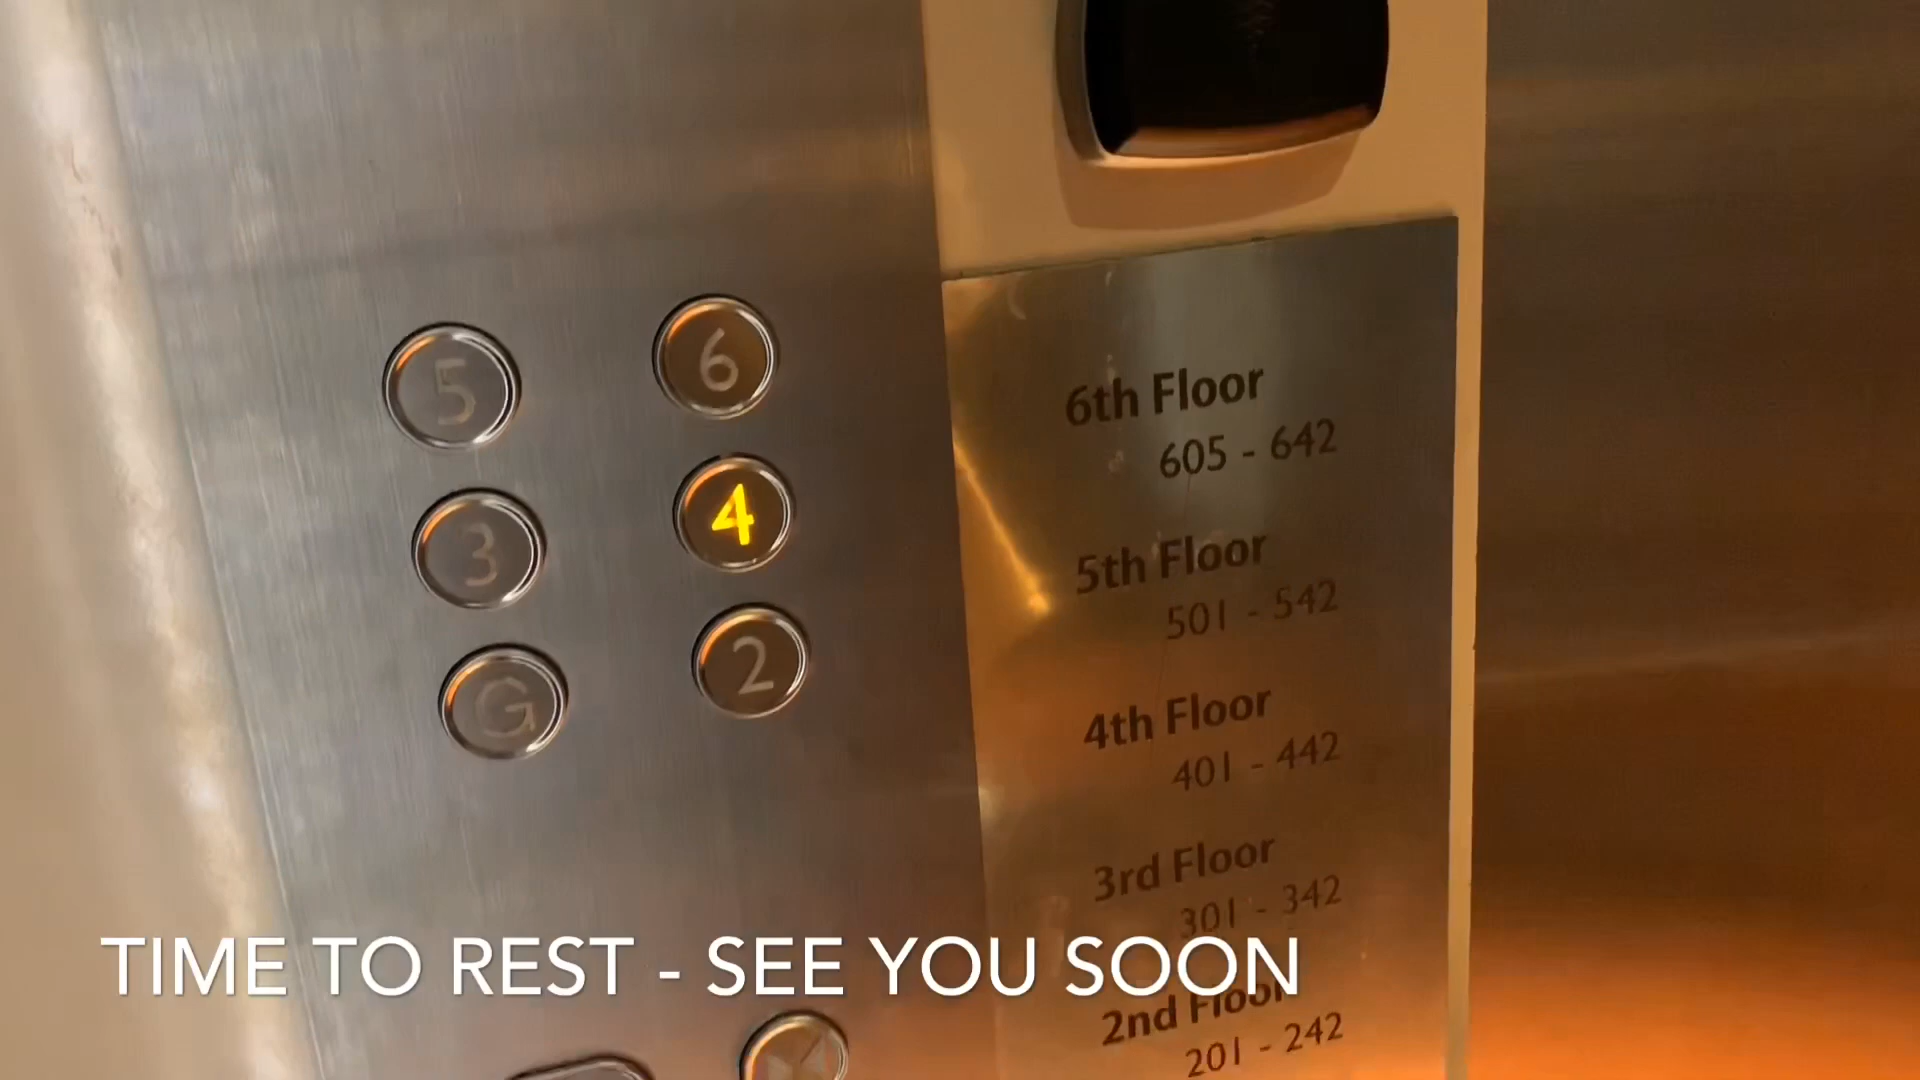 5 6
3 4
G 2
6th Floor
605 - 642
5th Floor
501 - 542
4th Floor
401 - 442
3rd Floor
301 - 342
2nd Floor
201 - 242
TIME TO REST - SEE YOU SOON